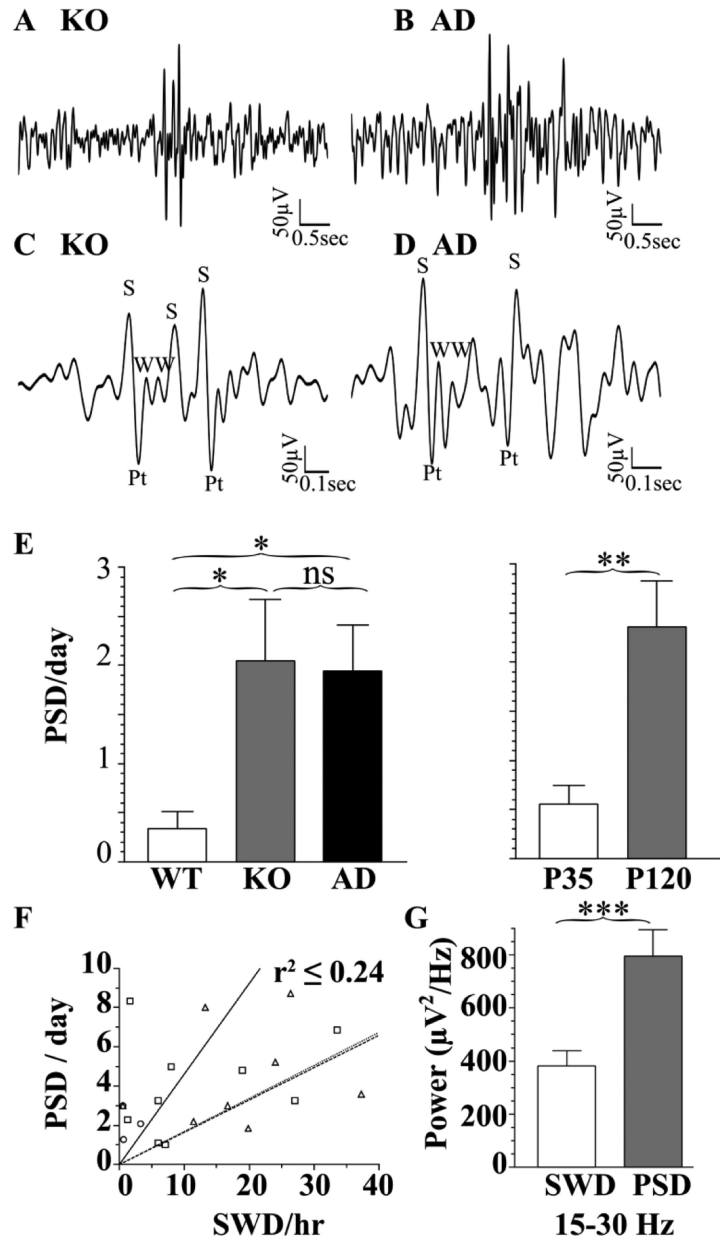 A KO
B AD
50μV
0.5sec
50μV
0.5sec
C KO
D AD
S
S
S
WW
Pt
Pt
50μV
0.1sec
S
S
WW
Pt
Pt
50μV
0.1sec
E
PSD/day
3
2
1
0
*
*
ns
WT KO AD
**
P35 P120
F
PSD / day
10
8
6
4
2
0
r² ≤ 0.24
0 10 20 30 40
SWD/hr
G
Power (μV²/Hz)
800
600
400
200
0
***
SWD PSD
15-30 Hz